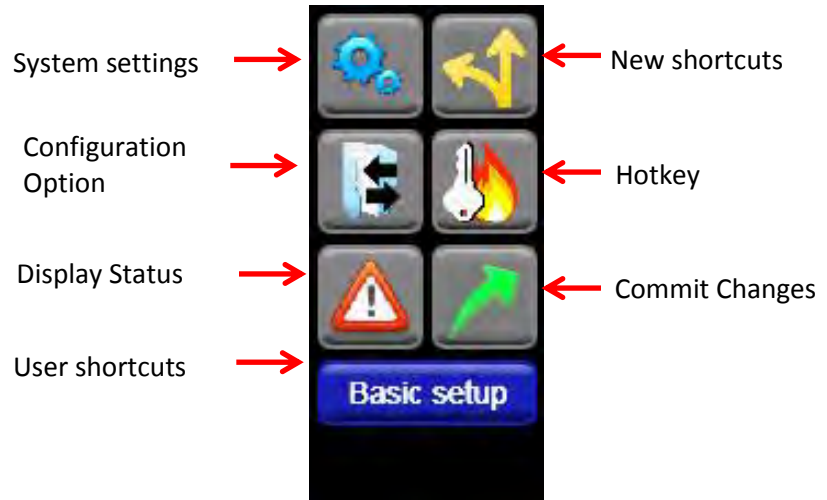 System settings
New shortcuts
Configuration
Option
Hotkey
Display Status
Commit Changes
User shortcuts
Basic setup